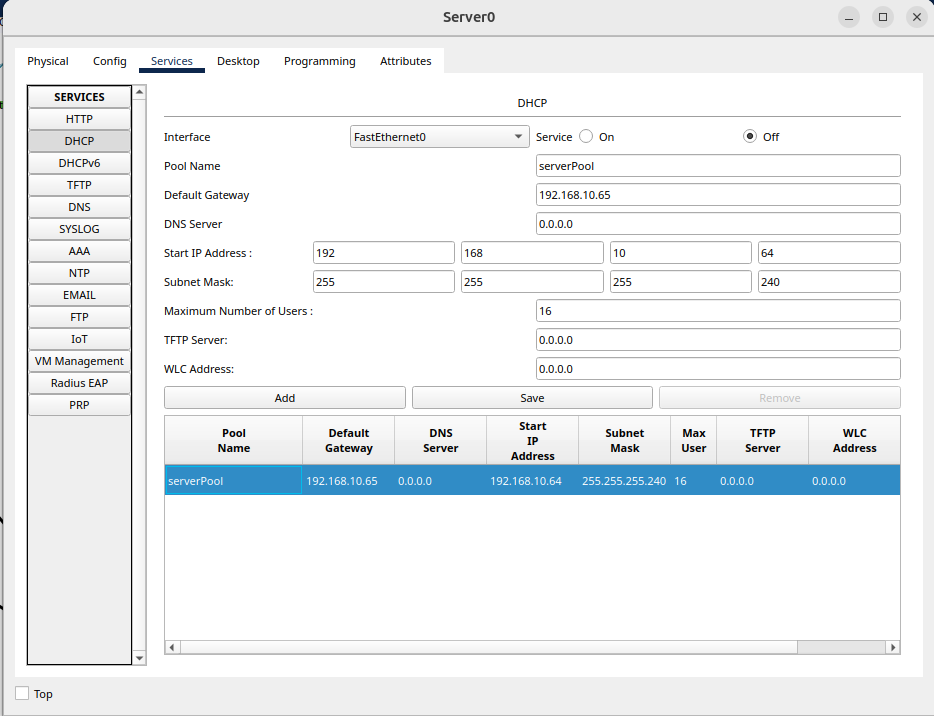 Server0
Physical Config Services Desktop Programming Attributes
SERVICES
HTTP
DHCP
DHCPv6
TFTP
DNS
SYSLOG
AAA
NTP
EMAIL
FTP
IoT
VM Management
Radius EAP
PRP
DHCP
Interface FastEthernet0 Service On Off
Pool Name serverPool
Default Gateway 192.168.10.65
DNS Server 0.0.0.0
Start IP Address : 192 168 10 64
Subnet Mask: 255 255 255 240
Maximum Number of Users : 16
TFTP Server: 0.0.0.0
WLC Address: 0.0.0.0
Add Save Remove
Pool Name Default Gateway DNS Server Start IP Address Subnet Mask Max User TFTP Server WLC Address
serverPool 192.168.10.65 0.0.0.0 192.168.10.64 255.255.255.240 16 0.0.0.0 0.0.0.0
Top